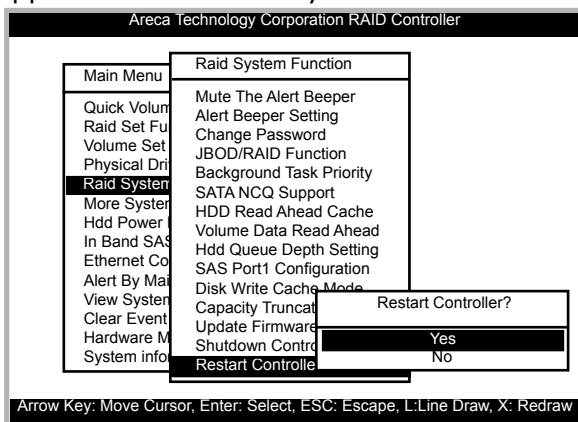 Areca Technology Corporation RAID Controller
Main Menu
Quick Volum
Raid Set Fu
Volume Set
Physical Dri
Raid System
More System
Hdd Power
In Band SAS
Ethernet Co
Alert By Mai
View System
Clear Event
Hardware M
System infor
Raid System Function
Mute The Alert Beeper
Alert Beeper Setting
Change Password
JBOD/RAID Function
Background Task Priority
SATA NCQ Support
HDD Read Ahead Cache
Volume Data Read Ahead
Hdd Queue Depth Setting
SAS Port1 Configuration
Disk Write Cache Mode
Capacity Truncat
Update Firmware
Shutdown Contro
Restart Controlle
Restart Controller?
Yes
No
Arrow Key: Move Cursor, Enter: Select, ESC: Escape, L:Line Draw, X: Redraw